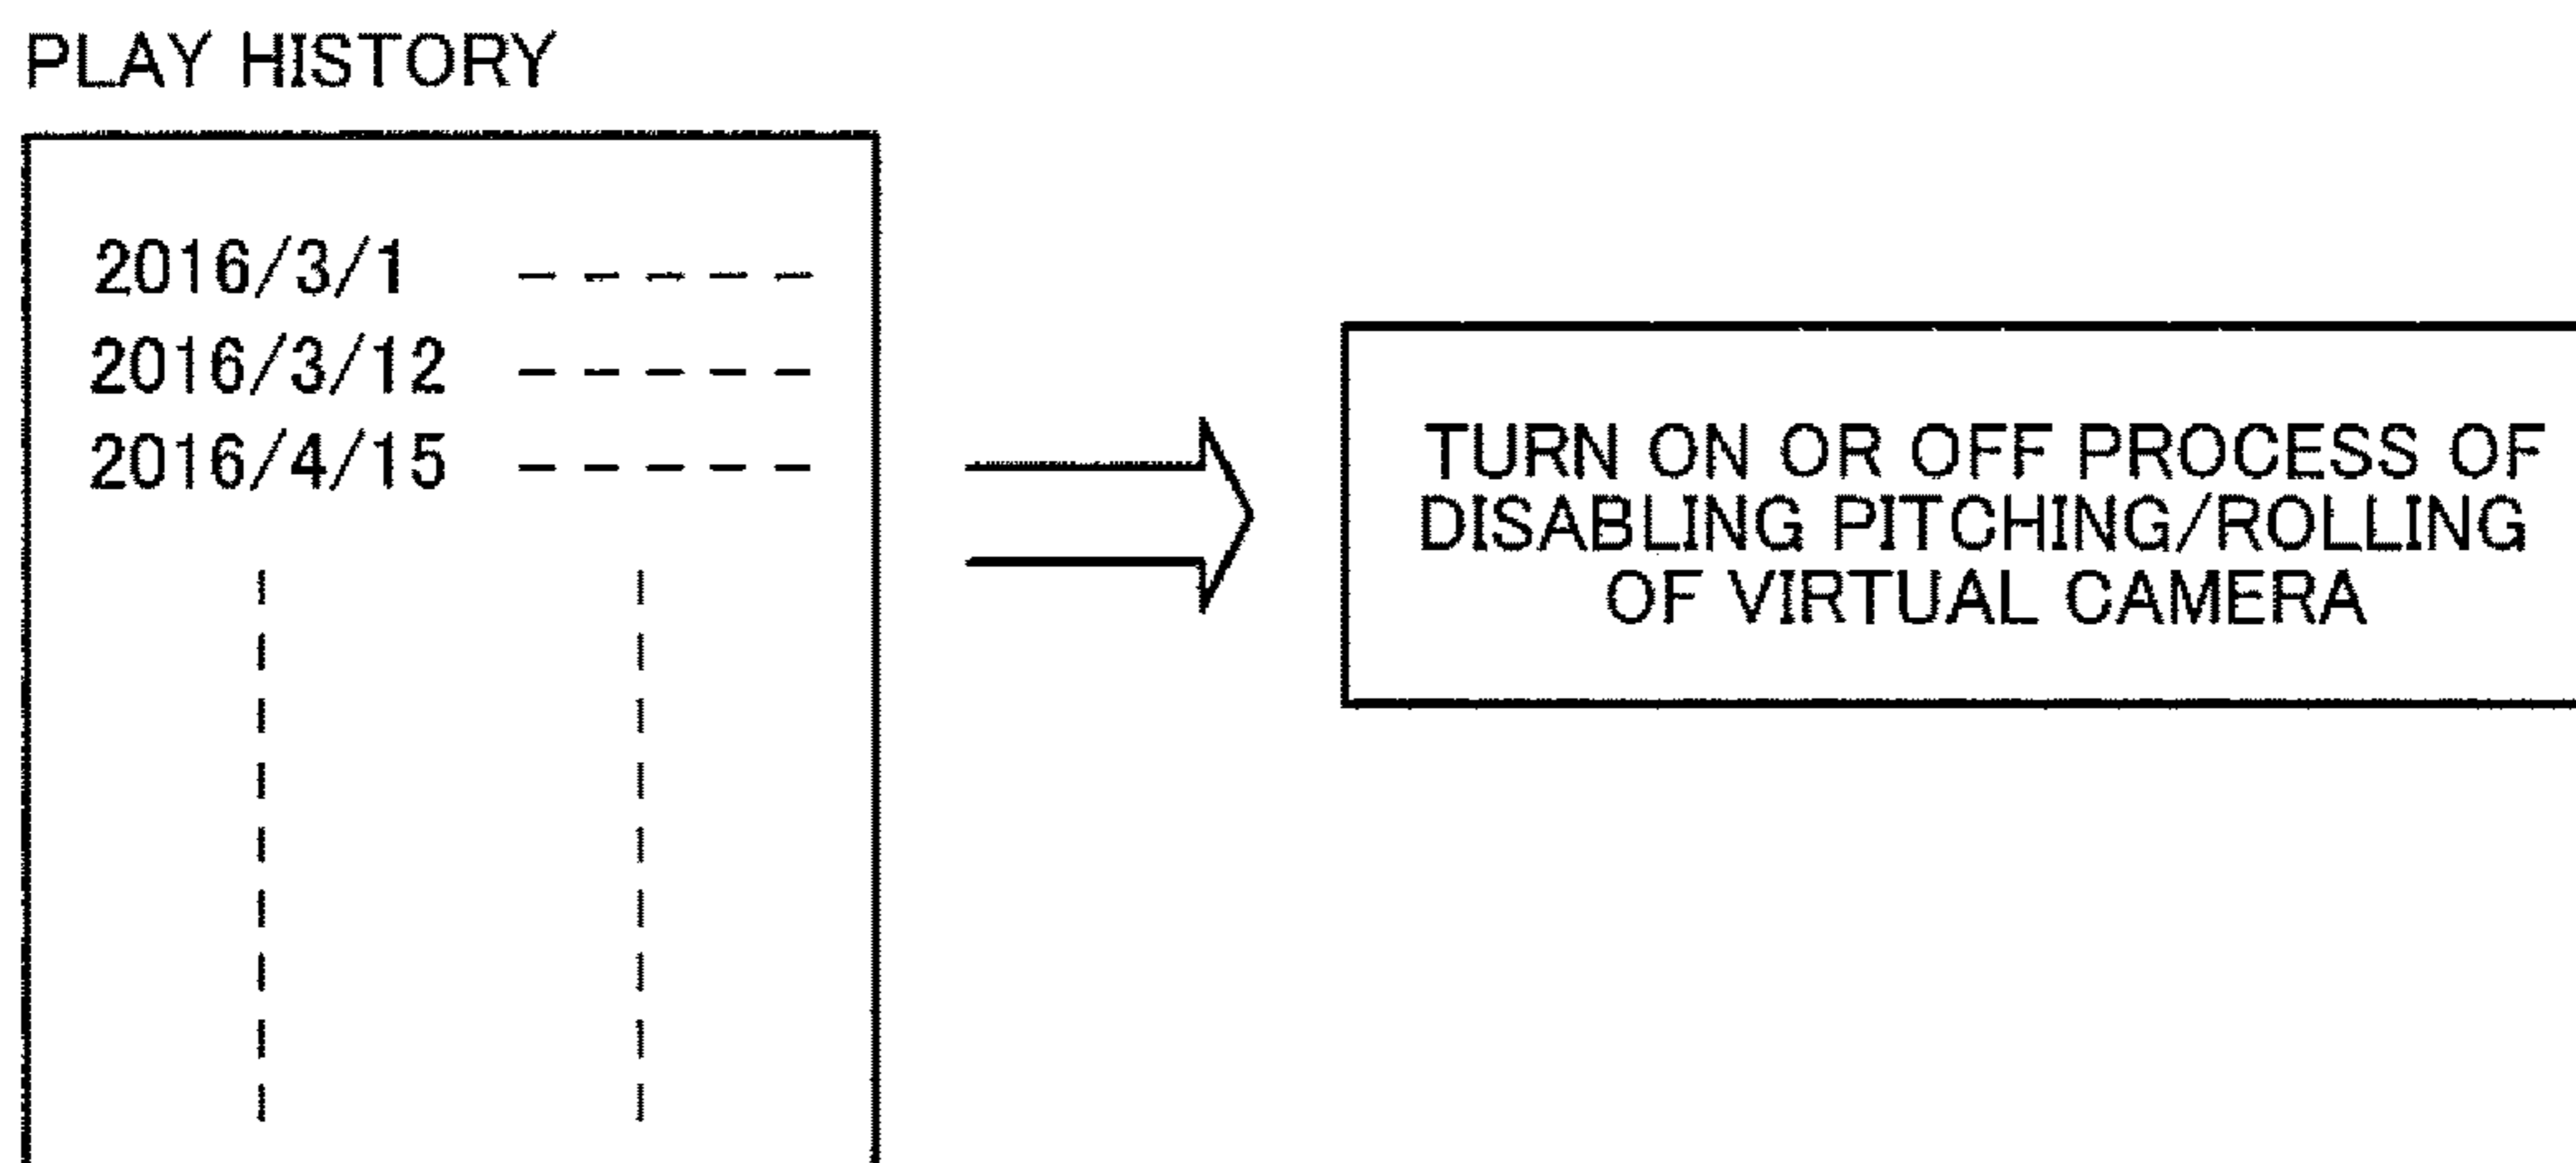 PLAY HISTORY
2016/3/1 - - - - -
2016/3/12 - - - - -
2016/4/15 - - - - -
TURN ON OR OFF PROCESS OF
DISABLING PITCHING/ROLLING
OF VIRTUAL CAMERA